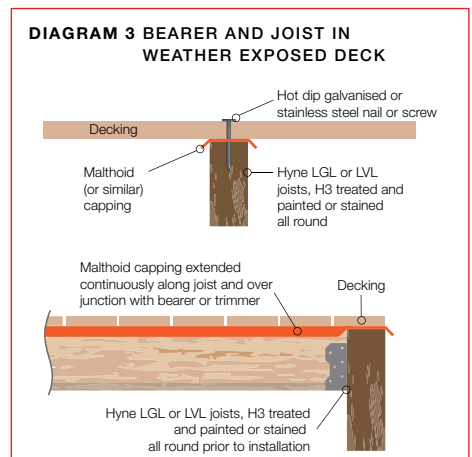 DIAGRAM 3 BEARER AND JOIST IN
WEATHER EXPOSED DECK
Hot dip galvanised or
stainless steel nail or screw
Decking
Malthoid
(or similar)
capping
Hyne LGL or LVL
joists, H3 treated and
painted or stained
all round
Malthoid capping extended
continuously along joist and over
junction with bearer or trimmer
Decking
Hyne LGL or LVL joists, H3 treated
and painted or stained
all round prior to installation